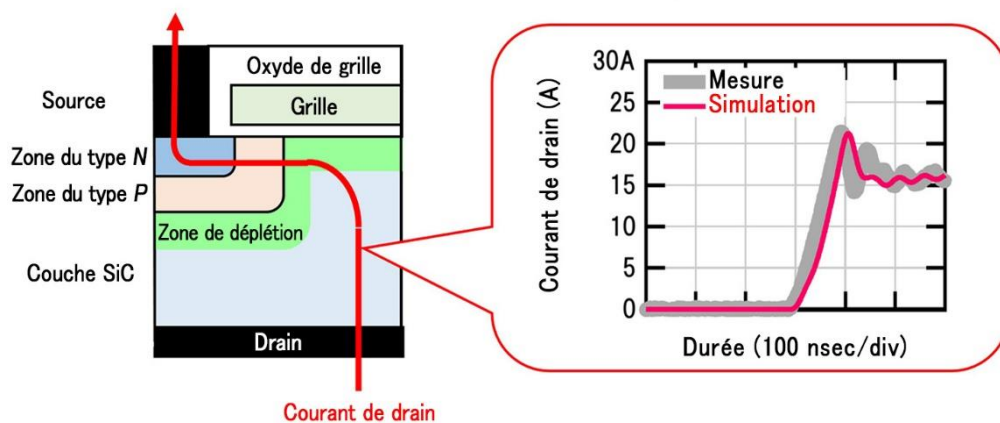 Source
Zone du type N
Zone du type P
Couche SiC
Oxyde de grille
Grille
Zone de déplétion
Drain
Courant de drain
Courant de drain (A)
30A
25
20
15
10
5
0
Mesure
Simulation
Durée (100 nsec/div)